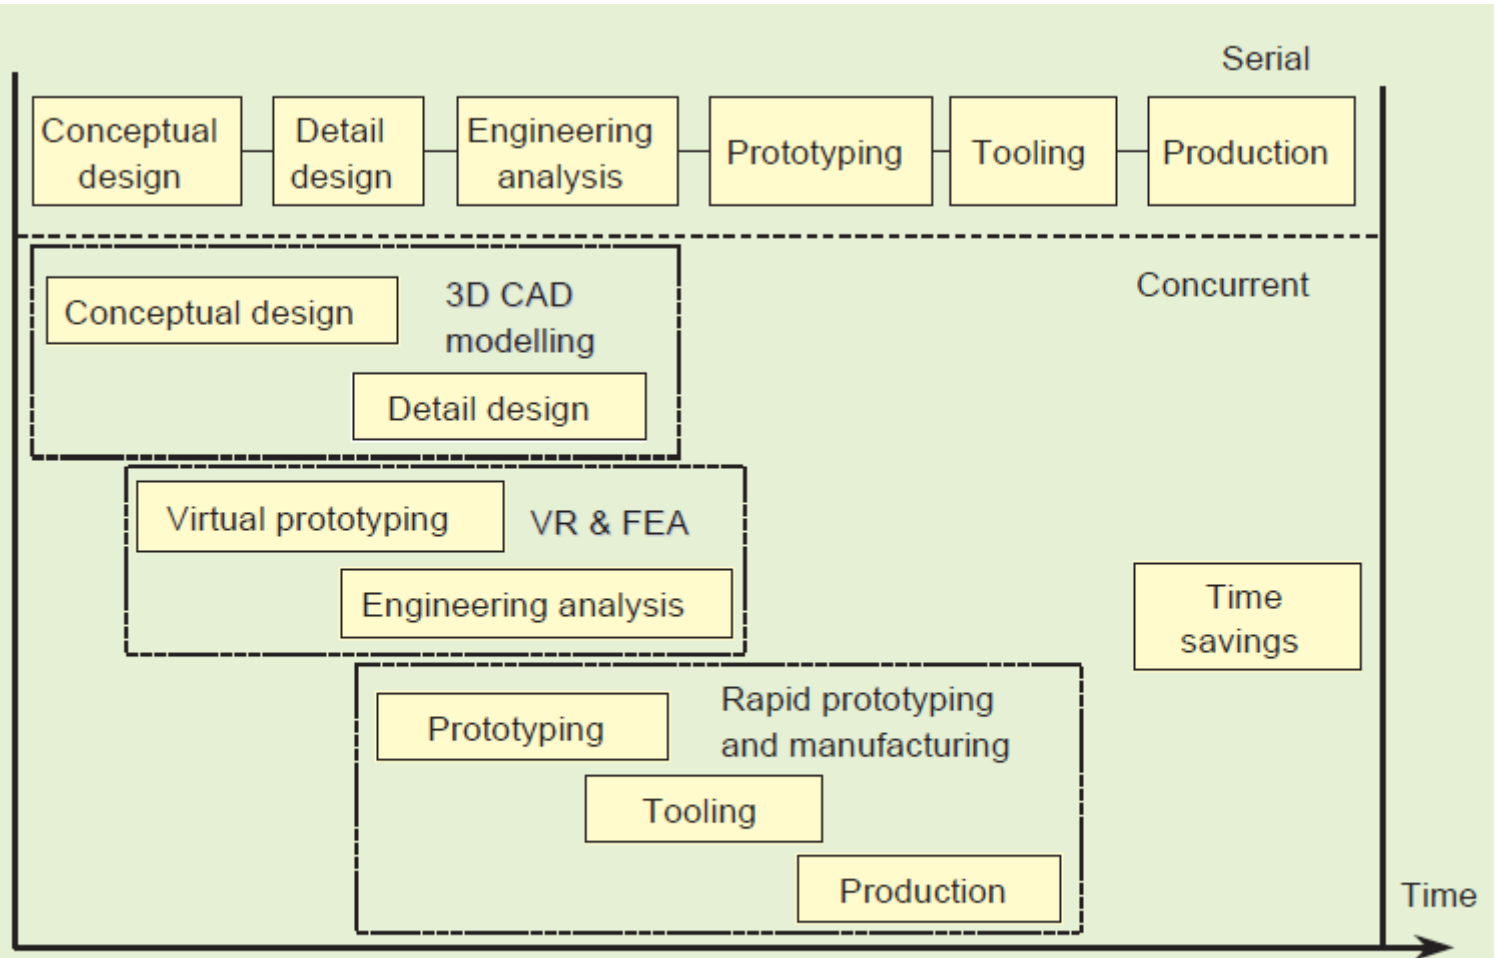 Serial
Conceptual
design
Detail
design
Engineering
analysis
Prototyping
Tooling
Production
Concurrent
Conceptual design
3D CAD
modelling
Detail design
Virtual prototyping
VR & FEA
Engineering analysis
Time
savings
Prototyping
Rapid prototyping
and manufacturing
Tooling
Production
Time